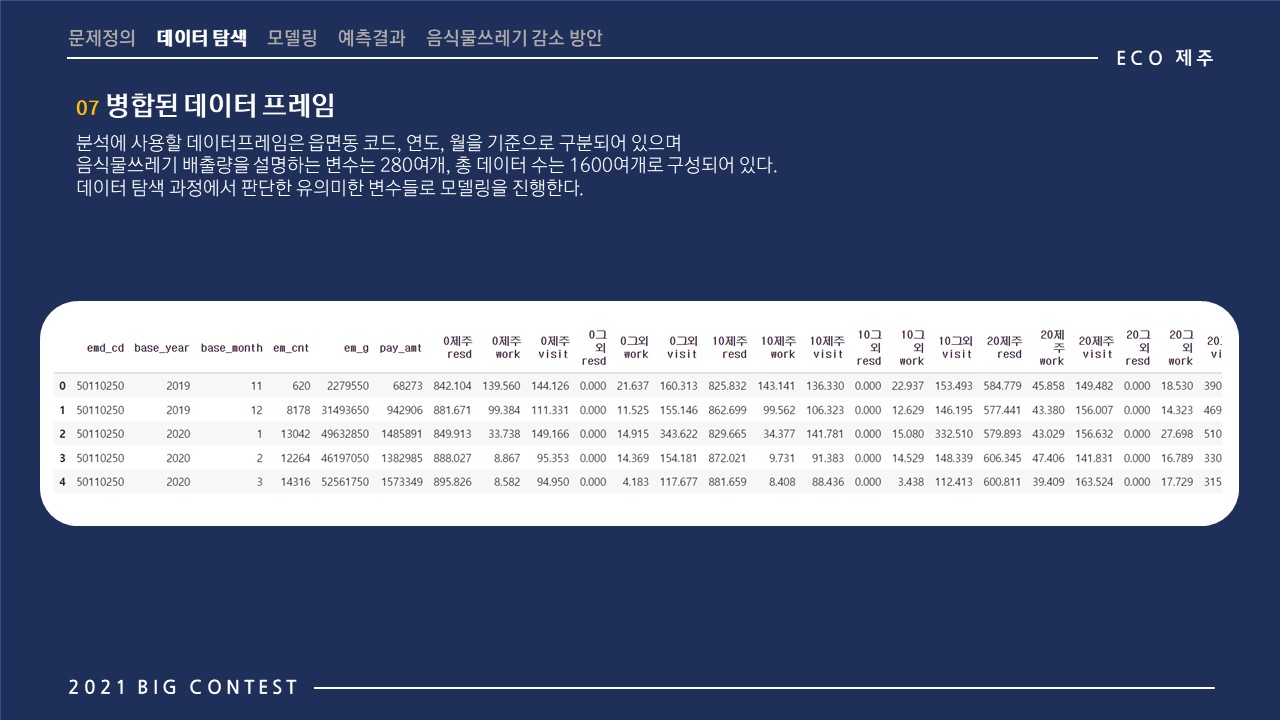 문제정의 데이터 탐색 모델링 예측결과 음식물쓰레기 감소 방안
ECO 제주
07 병합된 데이터 프레임
분석에 사용할 데이터프레임은 읍면동 코드, 연도, 월을 기준으로 구분되어 있으며
음식물쓰레기 배출량을 설명하는 변수는 280여개, 총 데이터 수는 1600여개로 구성되어 있다.
데이터 탐색 과정에서 판단한 유의미한 변수들로 모델링을 진행한다.
emd_cd base_year base_month em_cnt em_g pay_amt 0제주 resd 0제주 work 0제주 visit 0그외 resd 0그외 work 0그외 visit 10제주 resd 10제주 work 10제주 visit 10그외 resd 10그외 work 10그외 visit 20제주 resd 20제주 work 20제주 visit 20그외 resd 20그외 work
0 50110250 2019 11 620 2279550 68273 842.104 139.560 144.126 0.000 21.637 160.313 825.832 143.141 136.330 0.000 22.937 153.493 584.779 45.858 149.482 0.000 18.530 390
1 50110250 2019 12 8178 31493650 942906 881.671 99.384 111.331 0.000 11.525 155.146 862.699 99.562 106.323 0.000 12.629 146.195 577.441 43.380 156.007 0.000 14.323 469
2 50110250 2020 1 13042 49632850 1485891 849.913 33.738 149.166 0.000 14.915 343.622 829.665 34.377 141.781 0.000 15.080 332.510 579.893 43.029 156.632 0.000 27.698 510
3 50110250 2020 2 12264 46197050 1382985 888.027 8.867 95.353 0.000 14.369 154.181 872.021 9.731 91.383 0.000 14.529 148.339 606.345 47.406 141.831 0.000 16.789 330
4 50110250 2020 3 14316 52561750 1573349 895.826 8.582 94.950 0.000 4.183 117.677 881.659 8.408 88.436 0.000 3.438 112.413 600.811 39.409 163.524 0.000 17.729 315
2021 BIG CONTEST